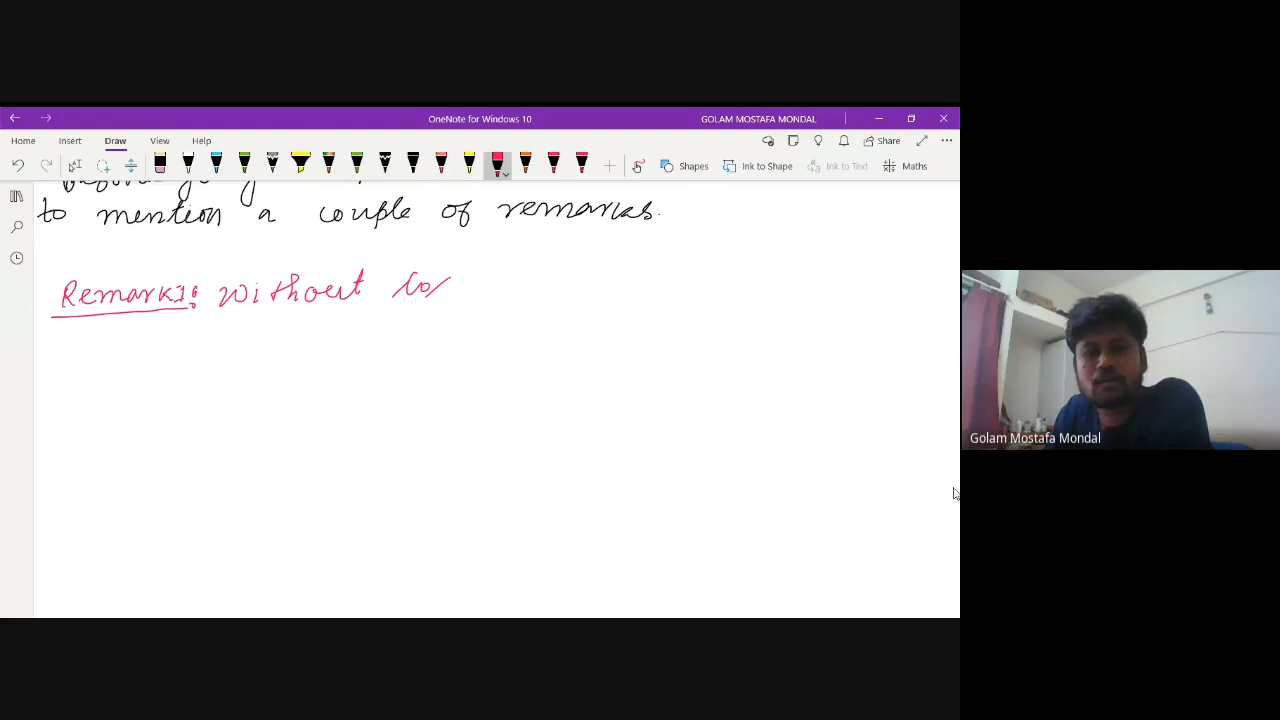 OneNote for Windows 10
GOLAM MOSTAFA MONDAL
Home Insert Draw View Help
Share
Shapes Ink to Shape Ink to Text Maths
to mention a couple of remarks.
Remark1: without
Golam Mostafa Mondal